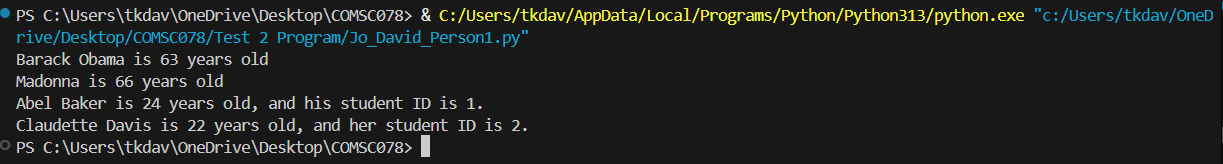 PS C:\Users\tkdav\OneDrive\Desktop\COMSC078> & C:/Users/tkdav/AppData/Local/Programs/Python/Python313/python.exe "c:/Users/tkdav/OneD
rive/Desktop/COMSC078/Test 2 Program/Jo_David_Person1.py"
Barack Obama is 63 years old
Madonna is 66 years old
Abel Baker is 24 years old, and his student ID is 1.
Claudette Davis is 22 years old, and her student ID is 2.
PS C:\Users\tkdav\OneDrive\Desktop\COMSC078>